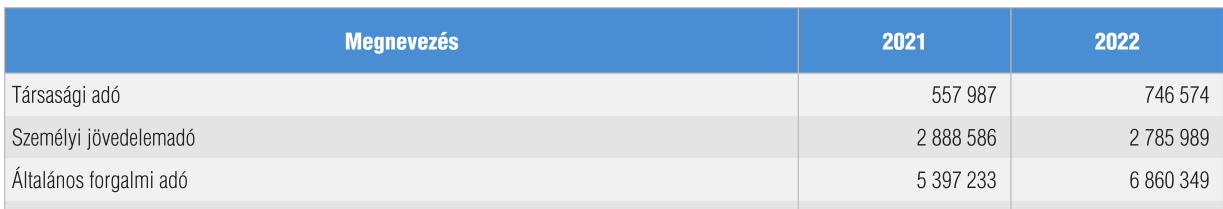 Megnevezés 2021 2022
Társasági adó 557 987 746 574
Személyi jövedelemadó 2 888 586 2 785 989
Általános forgalmi adó 5 397 233 6 860 349